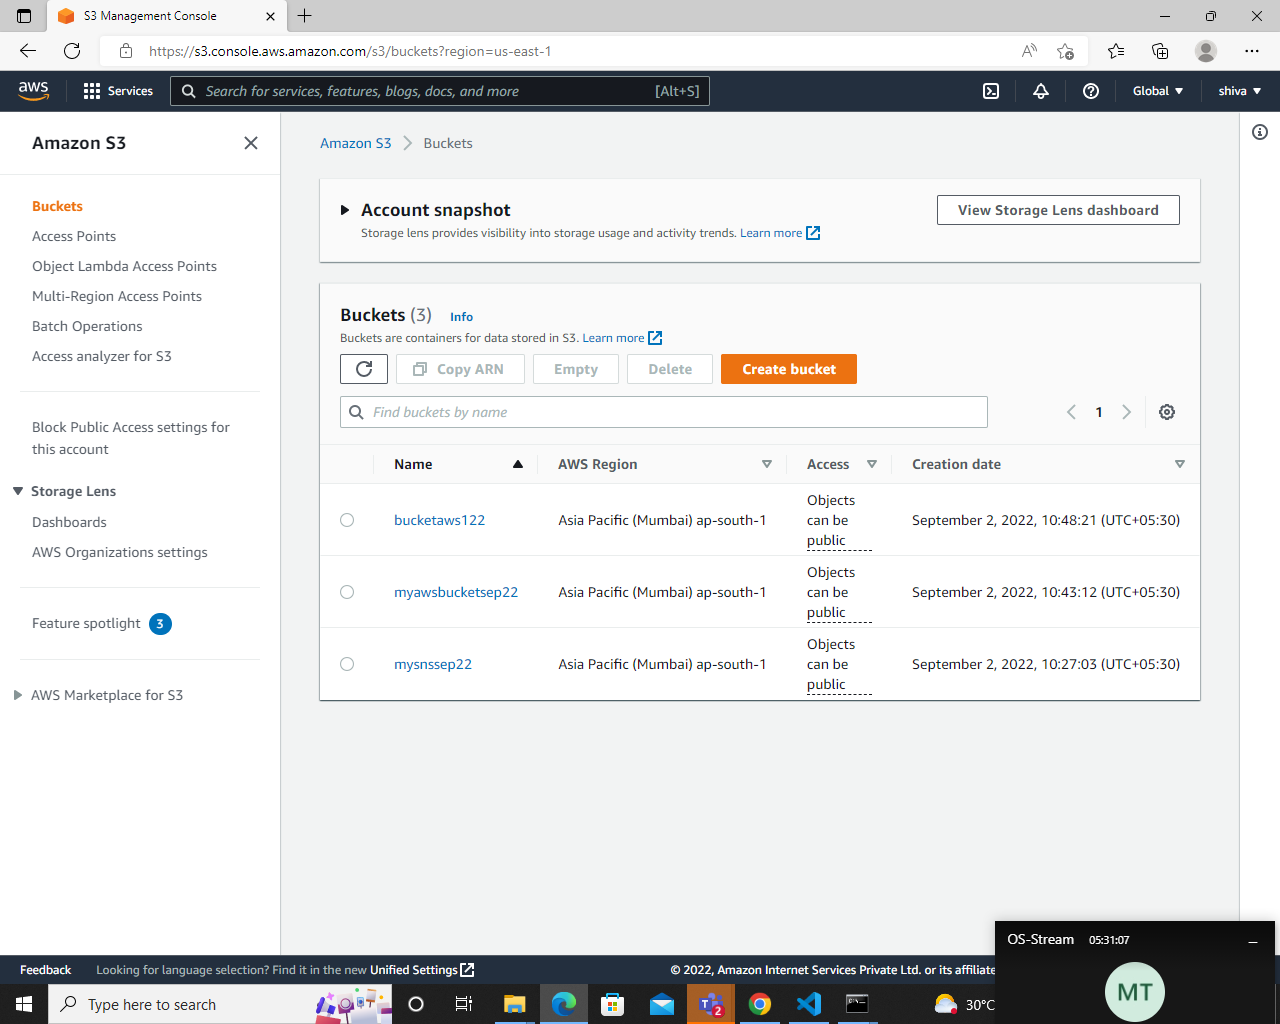 S3 Management Console
https://s3.console.aws.amazon.com/s3/buckets?region=us-east-1
aws
Services
Search for services, features, blogs, docs, and more
[Alt+S]
Global
shiva
Amazon S3
Buckets
Access Points
Object Lambda Access Points
Multi-Region Access Points
Batch Operations
Access analyzer for S3
Block Public Access settings for
this account
Storage Lens
Dashboards
AWS Organizations settings
Feature spotlight 3
AWS Marketplace for S3
Amazon S3 > Buckets
Account snapshot
Storage lens provides visibility into storage usage and activity trends. Learn more
View Storage Lens dashboard
Buckets (3) Info
Buckets are containers for data stored in S3. Learn more
Copy ARN
Empty
Delete
Create bucket
Find buckets by name
1
Name AWS Region Access Creation date
bucketaws122 Asia Pacific (Mumbai) ap-south-1 Objects can be public September 2, 2022, 10:48:21 (UTC+05:30)
myawsbucketsep22 Asia Pacific (Mumbai) ap-south-1 Objects can be public September 2, 2022, 10:43:12 (UTC+05:30)
mysnssep22 Asia Pacific (Mumbai) ap-south-1 Objects can be public September 2, 2022, 10:27:03 (UTC+05:30)
Feedback
Looking for language selection? Find it in the new Unified Settings
© 2022, Amazon Internet Services Private Ltd. or its affiliate
OS-Stream 05:31:07
MT
Type here to search
2
30°C